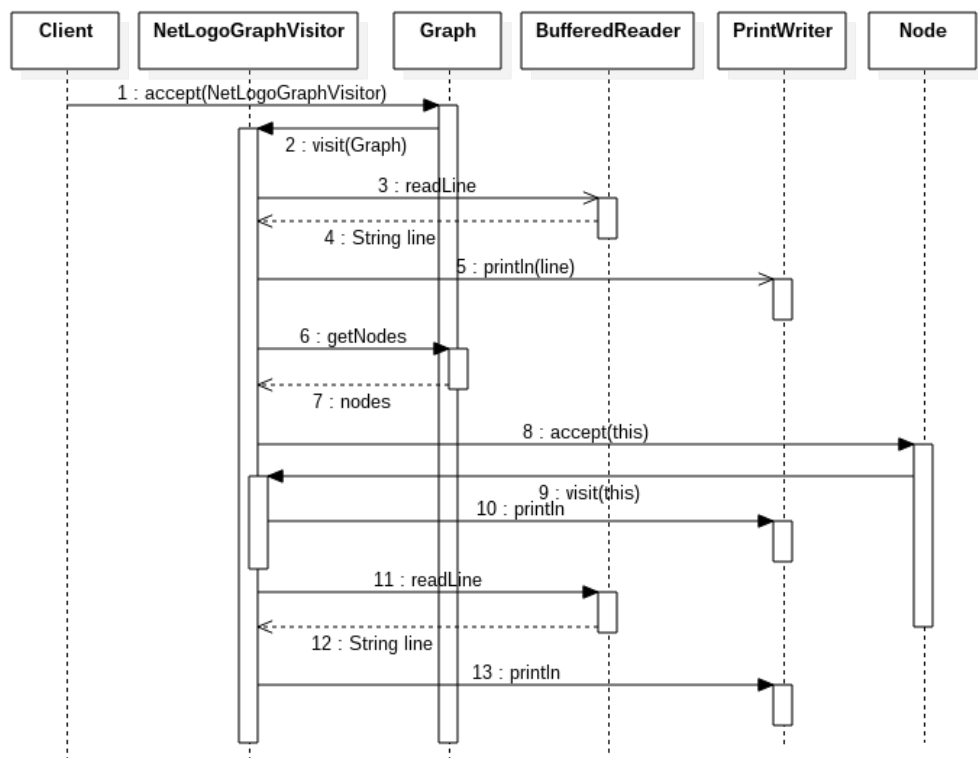 Client
NetLogoGraphVisitor
Graph
BufferedReader
PrintWriter
Node
1 : accept(NetLogoGraphVisitor)
2 : visit(Graph)
3 : readLine
4 : String line
5 : println(line)
6 : getNodes
7 : nodes
8 : accept(this)
9 : visit(this)
10 : println
11 : readLine
12 : String line
13 : println